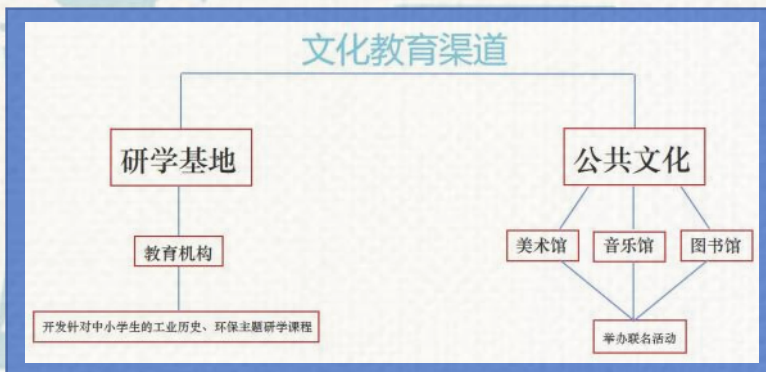 文化教育渠道
研学基地
公共文化
教育机构
美术馆
音乐馆
图书馆
开发针对中小学生的工业历史、环保主题研学课程
举办联名活动